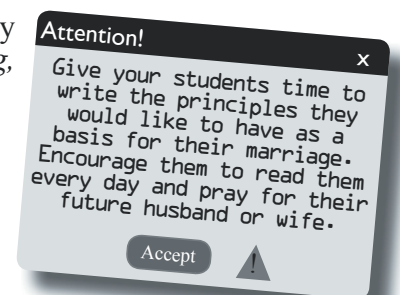 y
g,
Attention!
x
Give your students time to
write the principles they
would like to have as a
basis for their marriage.
Encourage them to read them
every day and pray for their
future husband or wife.
Accept
!